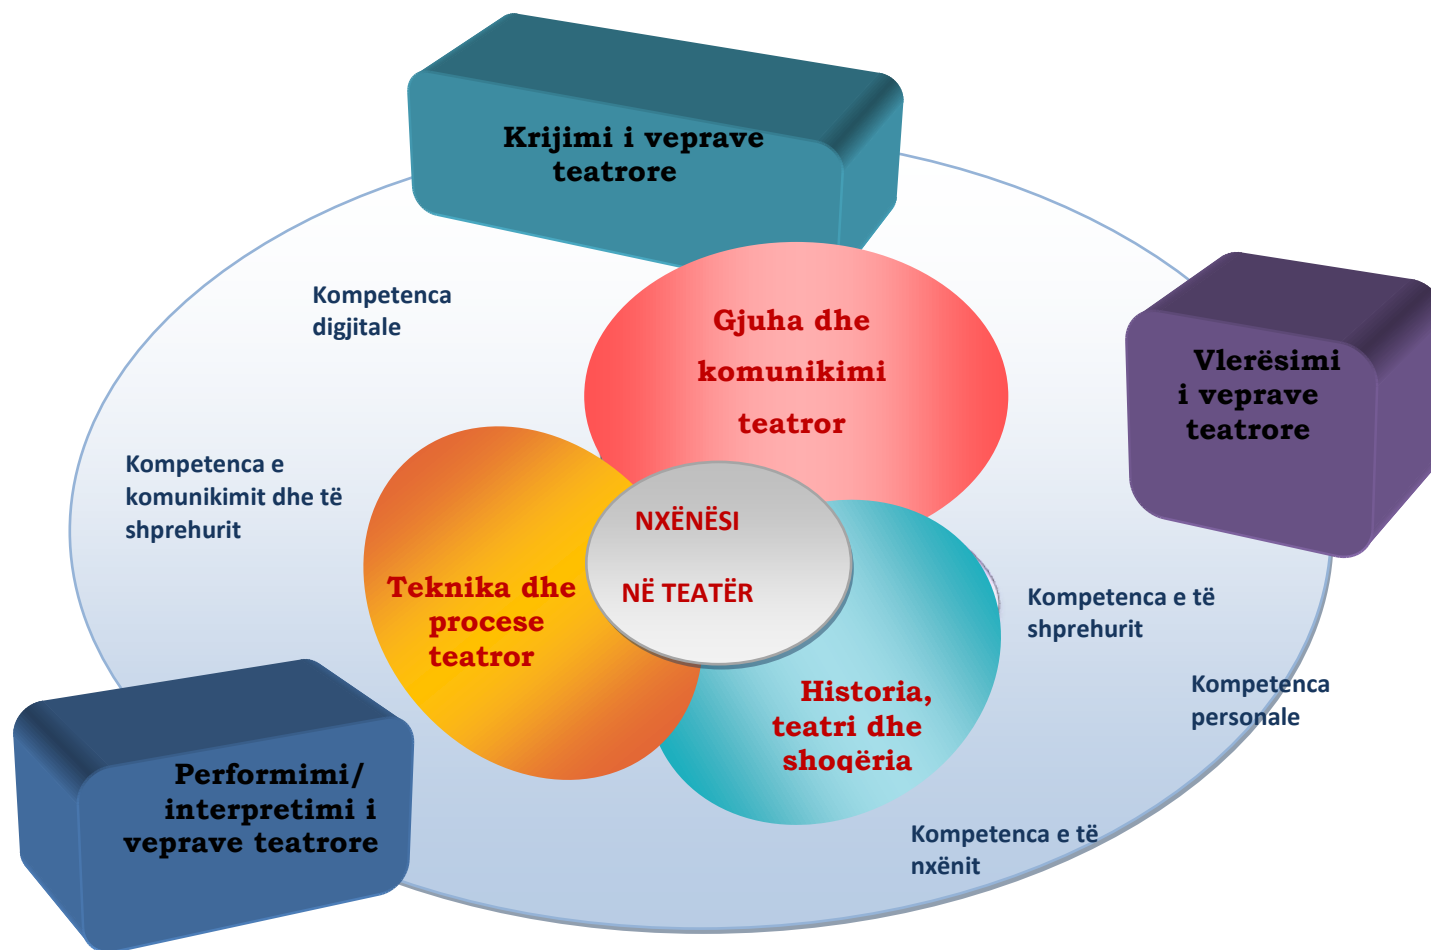 Krijimi i veprave
teatrore
Kompetenca
digjitale
Gjuha dhe
komunikimi
teatror
Vlerësimi
i veprave
teatrore
Kompetenca e
komunikimit dhe të
shprehurit
NXËNËSI
NË TEATËR
Teknika dhe
procese
teatror
Kompetenca e të
shprehurit
Historia,
teatri dhe
shoqëria
Kompetenca
personale
Performimi/
interpretimi i
veprave teatrore
Kompetenca e të
nxënit